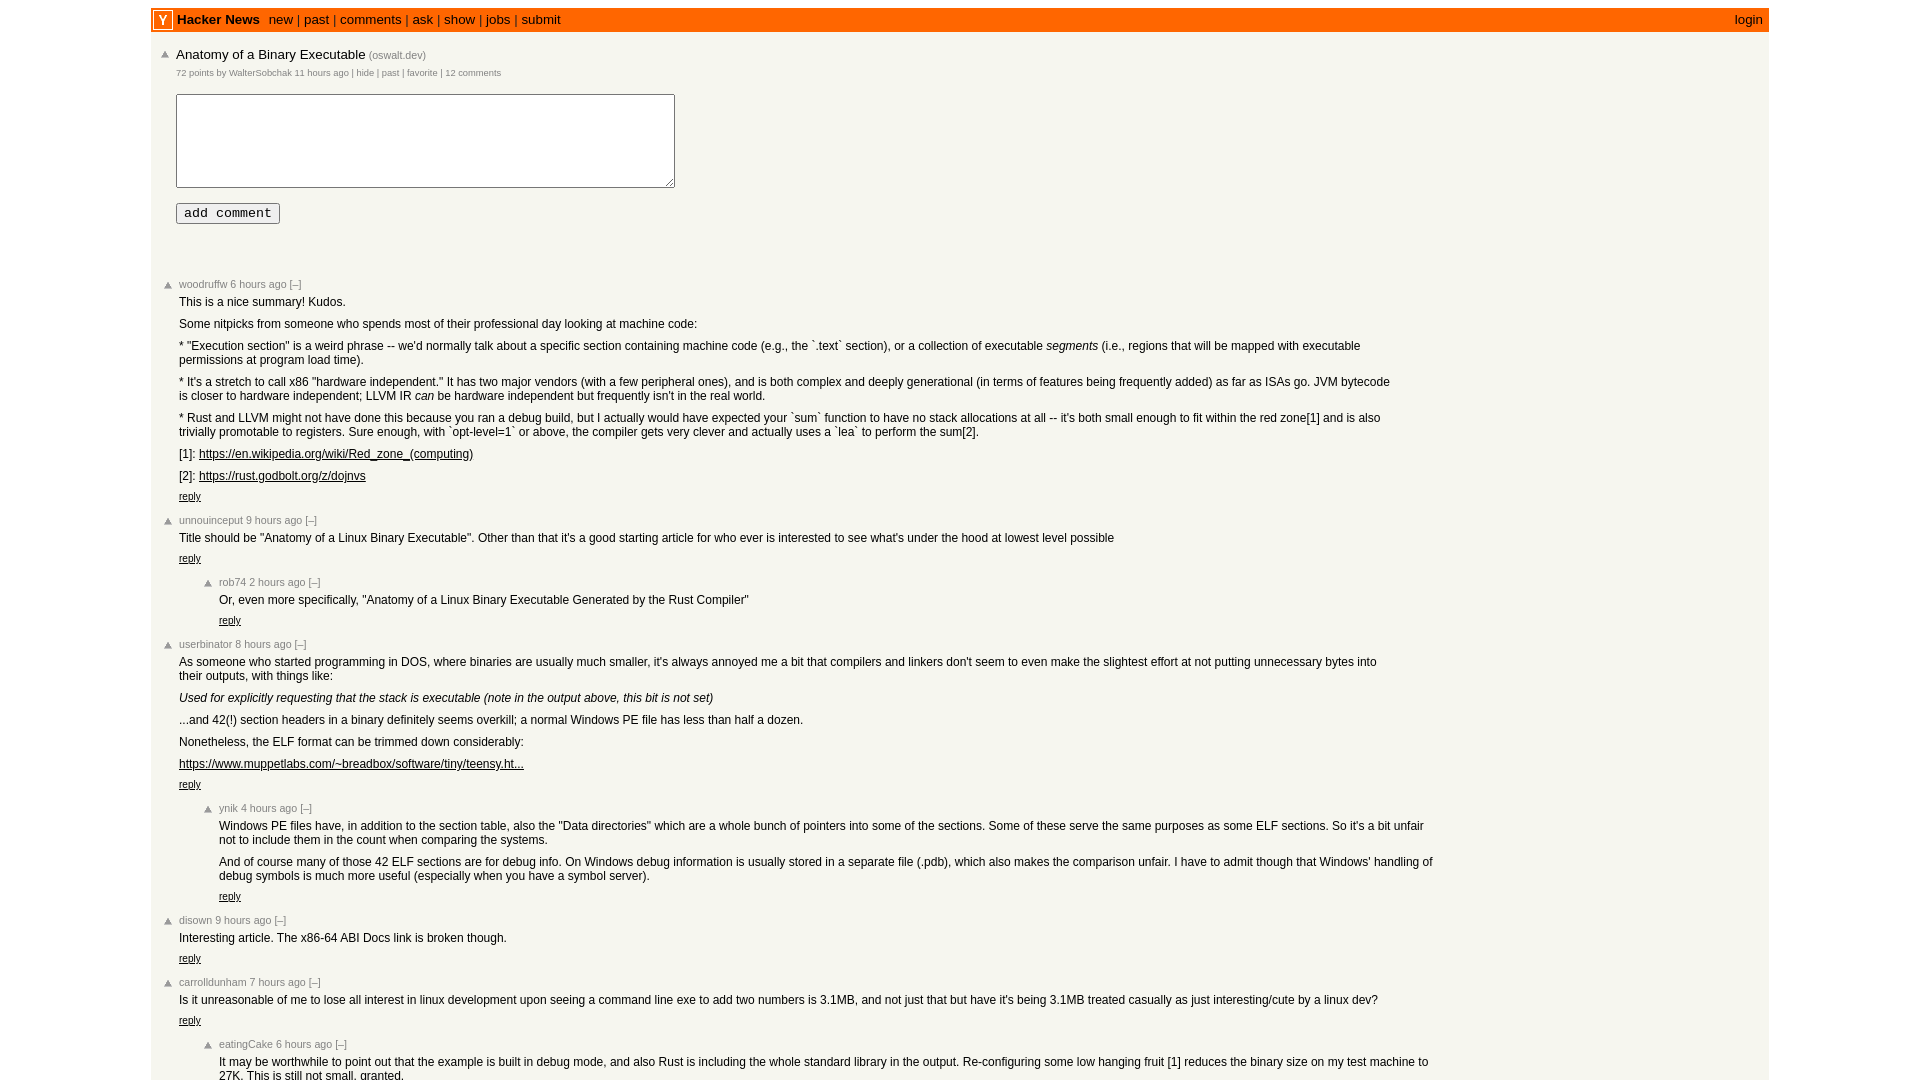 Y Hacker News new | past | comments | ask | show | jobs | submit login
Anatomy of a Binary Executable (oswalt.dev)
72 points by WalterSobchak 11 hours ago | hide | past | favorite | 12 comments
add comment
woodruffw 6 hours ago [–]
This is a nice summary! Kudos.
Some nitpicks from someone who spends most of their professional day looking at machine code:
* "Execution section" is a weird phrase -- we'd normally talk about a specific section containing machine code (e.g., the `.text` section), or a collection of executable segments (i.e., regions that will be mapped with executable
permissions at program load time).
* It's a stretch to call x86 "hardware independent." It has two major vendors (with a few peripheral ones), and is both complex and deeply generational (in terms of features being frequently added) as far as ISAs go. JVM bytecode
is closer to hardware independent; LLVM IR can be hardware independent but frequently isn't in the real world.
* Rust and LLVM might not have done this because you ran a debug build, but I actually would have expected your `sum` function to have no stack allocations at all -- it's both small enough to fit within the red zone[1] and is also
trivially promotable to registers. Sure enough, with `opt-level=1` or above, the compiler gets very clever and actually uses a `lea` to perform the sum[2].
[1]: https://en.wikipedia.org/wiki/Red_zone_(computing)
[2]: https://rust.godbolt.org/z/dojnvs
reply
unnouinceput 9 hours ago [–]
Title should be "Anatomy of a Linux Binary Executable". Other than that it's a good starting article for who ever is interested to see what's under the hood at lowest level possible
reply
rob74 2 hours ago [–]
Or, even more specifically, "Anatomy of a Linux Binary Executable Generated by the Rust Compiler"
reply
userbinator 8 hours ago [–]
As someone who started programming in DOS, where binaries are usually much smaller, it's always annoyed me a bit that compilers and linkers don't seem to even make the slightest effort at not putting unnecessary bytes into
their outputs, with things like:
Used for explicitly requesting that the stack is executable (note in the output above, this bit is not set)
...and 42(!) section headers in a binary definitely seems overkill; a normal Windows PE file has less than half a dozen.
Nonetheless, the ELF format can be trimmed down considerably:
https://www.muppetlabs.com/~breadbox/software/tiny/teensy.ht...
reply
ynik 4 hours ago [–]
Windows PE files have, in addition to the section table, also the "Data directories" which are a whole bunch of pointers into some of the sections. Some of these serve the same purposes as some ELF sections. So it's a bit unfair
not to include them in the count when comparing the systems.
And of course many of those 42 ELF sections are for debug info. On Windows debug information is usually stored in a separate file (.pdb), which also makes the comparison unfair. I have to admit though that Windows' handling of
debug symbols is much more useful (especially when you have a symbol server).
reply
disown 9 hours ago [–]
Interesting article. The x86-64 ABI Docs link is broken though.
reply
carrolldunham 7 hours ago [–]
Is it unreasonable of me to lose all interest in linux development upon seeing a command line exe to add two numbers is 3.1MB, and not just that but have it's being 3.1MB treated casually as just interesting/cute by a linux dev?
reply
eatingCake 6 hours ago [–]
It may be worthwhile to point out that the example is built in debug mode, and also Rust is including the whole standard library in the output. Re-configuring some low hanging fruit [1] reduces the binary size on my test machine to
27K. This is still not small, granted.